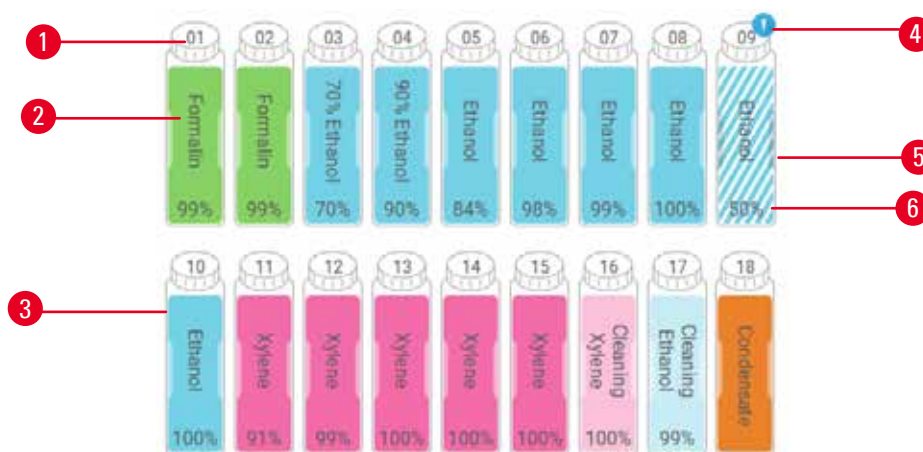 1
01 02 03 04 05 06 07 08 09
4
2
Formalin Formalin 70% Ethanol 90% Ethanol Ethanol Ethanol Ethanol Ethanol Ethanol
5
99% 99% 70% 90% 84% 98% 99% 100% 50%
6
10 11 12 13 14 15 16 17 18
3
Ethanol Xylene Xylene Xylene Xylene Xylene Cleaning Xylene Cleaning Ethanol Condensate
100% 91% 99% 100% 100% 100% 100% 99%